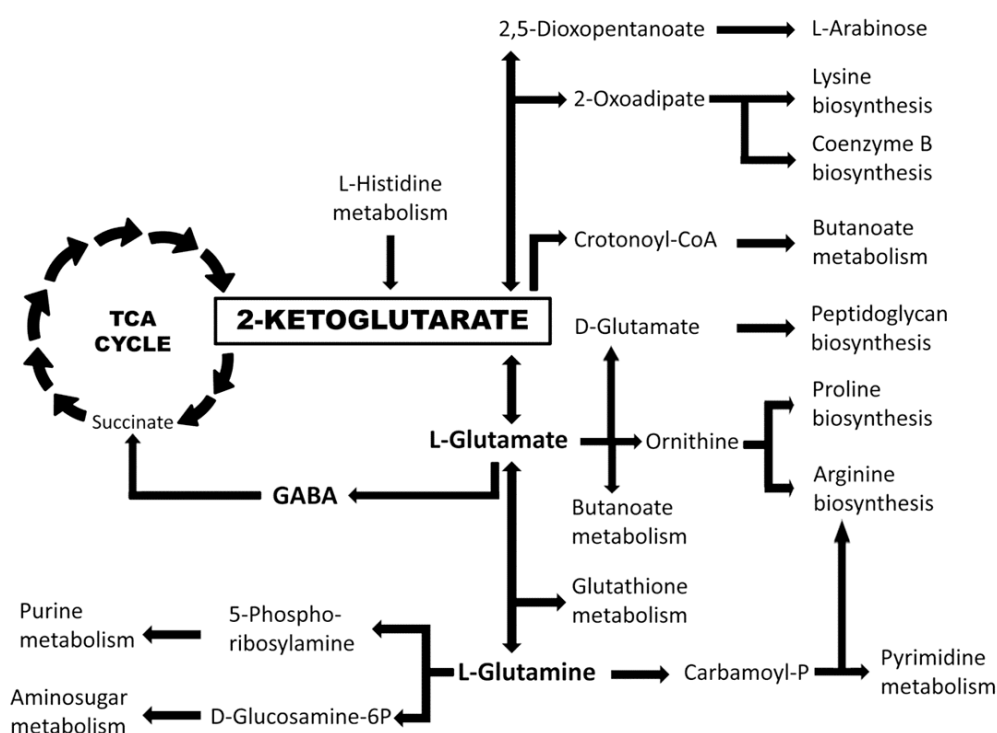 2,5-Dioxopentanoate
L-Arabinose
2-Oxoadipate
Lysine
biosynthesis
Coenzyme B
biosynthesis
L-Histidine
metabolism
Crotonoyl-CoA
Butanoate
metabolism
TCA
CYCLE
2-KETOGLUTARATE
D-Glutamate
Peptidoglycan
biosynthesis
Succinate
L-Glutamate
Ornithine
Proline
biosynthesis
Arginine
biosynthesis
GABA
Butanoate
metabolism
Glutathione
metabolism
Purine
metabolism
5-Phospho-
ribosylamine
L-Glutamine
Carbamoyl-P
Pyrimidine
metabolism
Aminosugar
metabolism
D-Glucosamine-6P